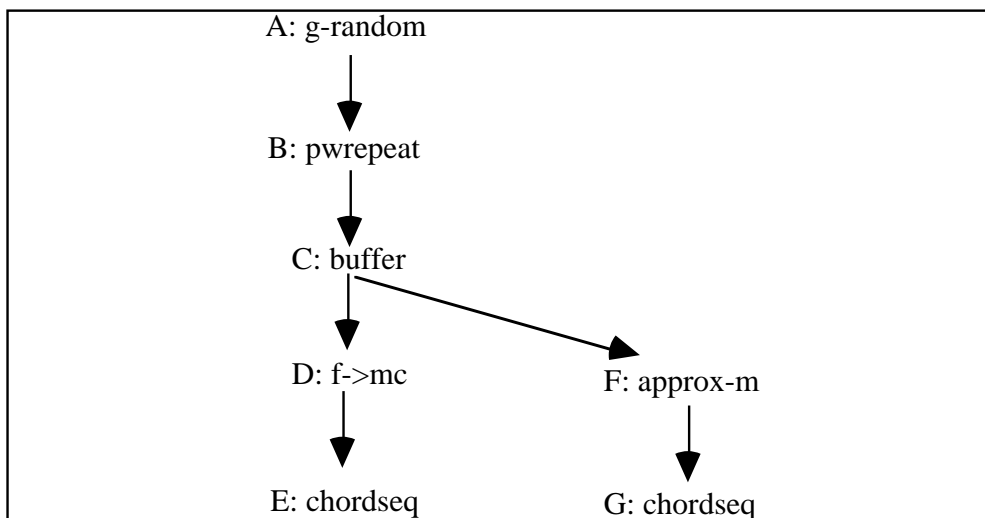 A: g-random
B: pwrepeat
C: buffer
D: f->mc
F: approx-m
E: chordseq
G: chordseq